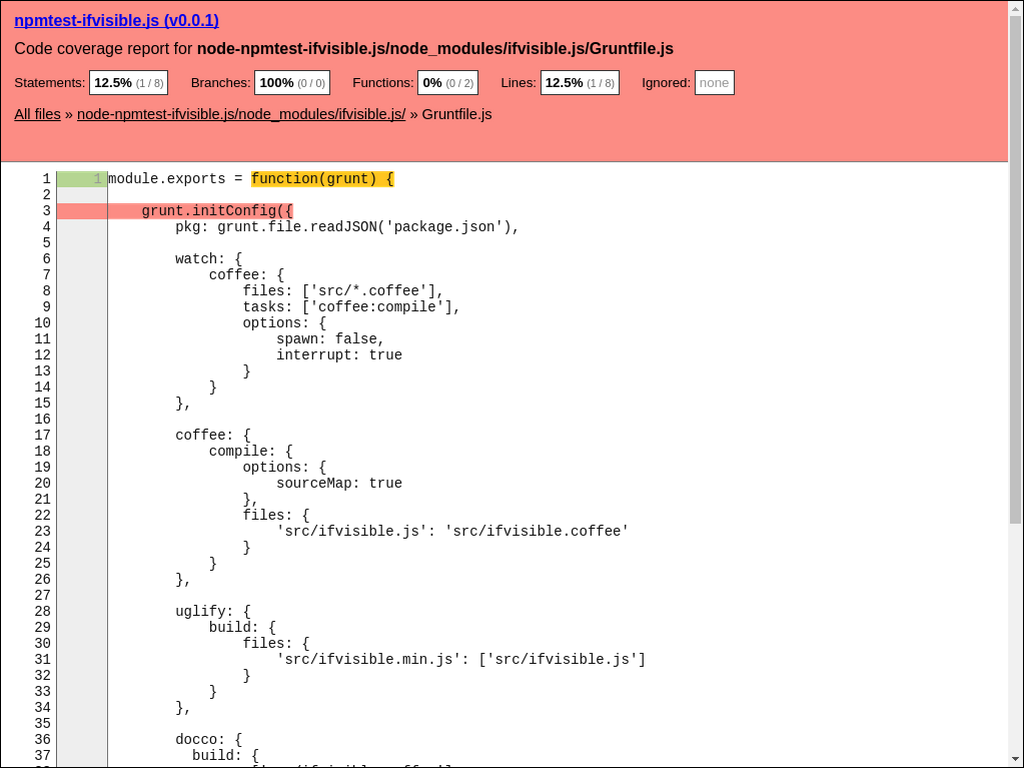 npmtest-ifvisible.js (v0.0.1)
Code coverage report for node-npmtest-ifvisible.js/node_modules/ifvisible.js/Gruntfile.js
Statements: 12.5% (1 / 8) Branches: 100% (0 / 0) Functions: 0% (0 / 2) Lines: 12.5% (1 / 8) Ignored: none
All files » node-npmtest-ifvisible.js/node_modules/ifvisible.js/ » Gruntfile.js
1 1 module.exports = function(grunt) {
2
3     grunt.initConfig({
4         pkg: grunt.file.readJSON('package.json'),
5
6         watch: {
7             coffee: {
8                 files: ['src/*.coffee'],
9                 tasks: ['coffee:compile'],
10                 options: {
11                     spawn: false,
12                     interrupt: true
13                 }
14             }
15         },
16
17         coffee: {
18             compile: {
19                 options: {
20                     sourceMap: true
21                 },
22                 files: {
23                     'src/ifvisible.js': 'src/ifvisible.coffee'
24                 }
25             }
26         },
27
28         uglify: {
29             build: {
30                 files: {
31                     'src/ifvisible.min.js': ['src/ifvisible.js']
32                 }
33             }
34         },
35
36         docco: {
37           build: {